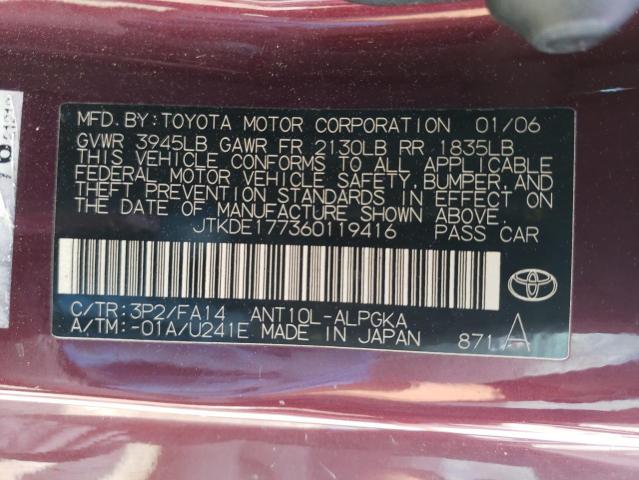 MFD.BY:TOYOTA MOTOR CORPORATION 01/06
GVWR 3945LB GAWR FR 2130LB RR 1835LB
THIS VEHICLE CONFORMS TO ALL APPLICABLE
FEDERAL MOTOR VEHICLE SAFETY, BUMPER, AND
THEFT PREVENTION STANDARDS IN EFFECT ON
THE DATE OF MANUFACTURE SHOWN ABOVE.
JTKDE177360119416 PASS CAR
C/TR:3P2/FA14 ANT10L-ALPGKA
A/TM:-01A/U241E MADE IN JAPAN 871 A